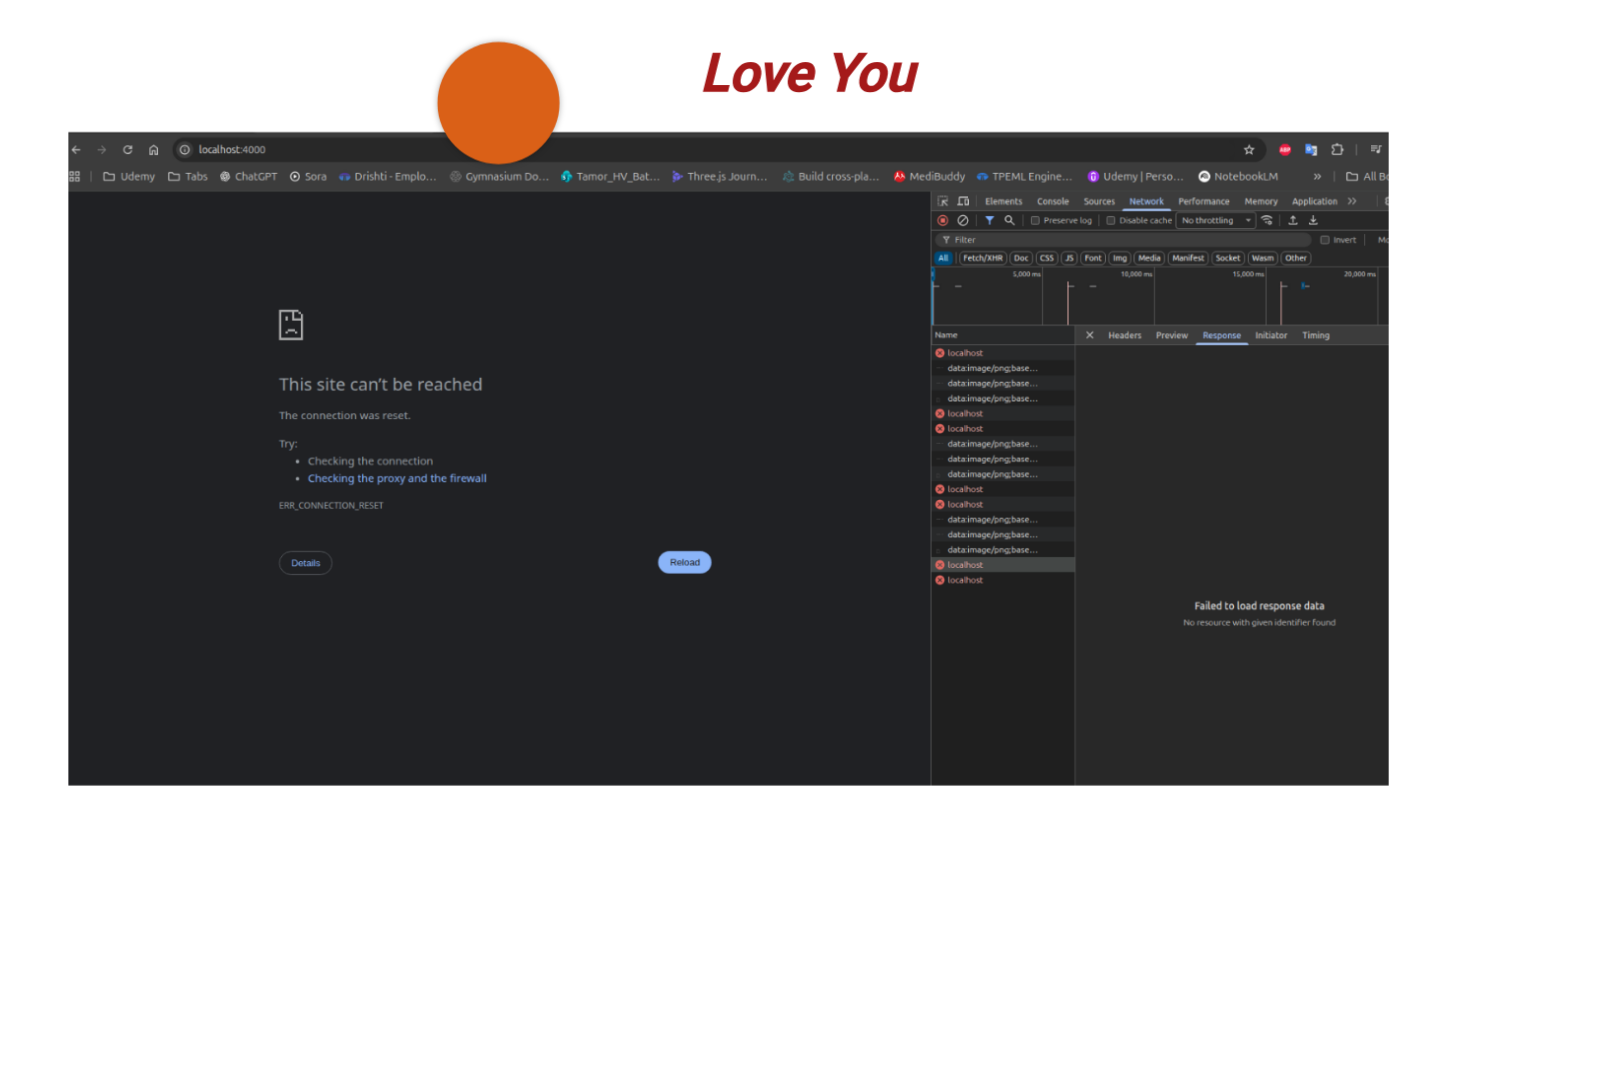 Love You
localhost:4000
Udemy Tabs ChatGPT Sora Drishti - Emplo... Gymnasium Do... Tamor_HV_Bat... Three.js Journ... Build cross-pla... MediBuddy TPEML Engine... Udemy | Perso... NotebookLM » All Bo
Elements Console Sources Network Performance Memory Application
Preserve log Disable cache No throttling
Filter Invert Mo
All Fetch/XHR Doc CSS JS Font Img Media Manifest Socket Wasm Other
5,000 ms 10,000 ms 15,000 ms 20,000 ms
Name Headers Preview Response Initiator Timing
localhost
data:image/png;base...
data:image/png;base...
data:image/png;base...
localhost
localhost
data:image/png;base...
data:image/png;base...
data:image/png;base...
localhost
localhost
data:image/png;base...
data:image/png;base...
data:image/png;base...
localhost
localhost
This site can't be reached
The connection was reset.
Try:
• Checking the connection
• Checking the proxy and the firewall
ERR_CONNECTION_RESET
Details Reload
Failed to load response data
No resource with given identifier found